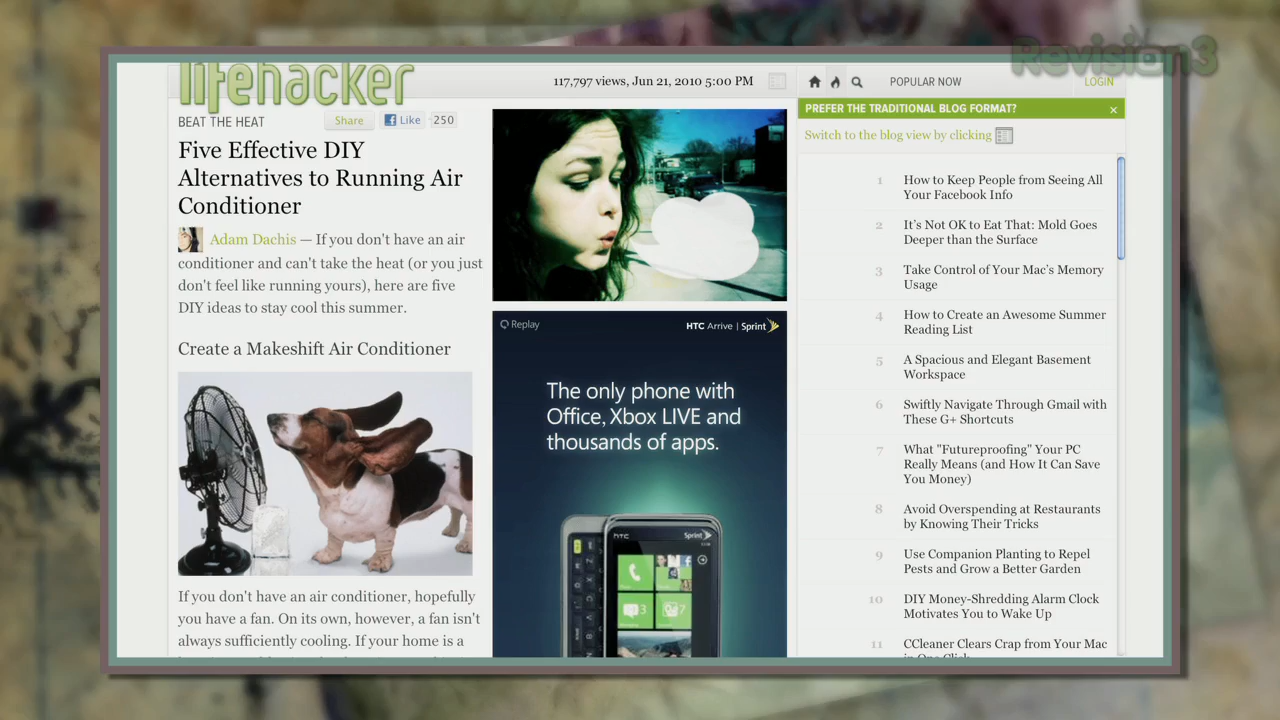 Revision3
lifehacker
117,797 views, Jun 21, 2010 5:00 PM
POPULAR NOW
LOGIN
BEAT THE HEAT
Share
Like
250
Five Effective DIY
Alternatives to Running Air
Conditioner
Adam Dachis — If you don't have an air
conditioner and can't take the heat (or you just
don't feel like running yours), here are five
DIY ideas to stay cool this summer.
Create a Makeshift Air Conditioner
If you don't have an air conditioner, hopefully
you have a fan. On its own, however, a fan isn't
always sufficiently cooling. If your home is a
Replay
HTC Arrive | Sprint
The only phone with
Office, Xbox LIVE and
thousands of apps.
hTC
Sprint
3
7
PREFER THE TRADITIONAL BLOG FORMAT?
×
Switch to the blog view by clicking
1 How to Keep People from Seeing All
Your Facebook Info
2 It's Not OK to Eat That: Mold Goes
Deeper than the Surface
3 Take Control of Your Mac's Memory
Usage
4 How to Create an Awesome Summer
Reading List
5 A Spacious and Elegant Basement
Workspace
6 Swiftly Navigate Through Gmail with
These G+ Shortcuts
7 What "Futureproofing" Your PC
Really Means (and How It Can Save
You Money)
8 Avoid Overspending at Restaurants
by Knowing Their Tricks
9 Use Companion Planting to Repel
Pests and Grow a Better Garden
10 DIY Money-Shredding Alarm Clock
Motivates You to Wake Up
11 CCleaner Clears Crap from Your Mac
in One Click